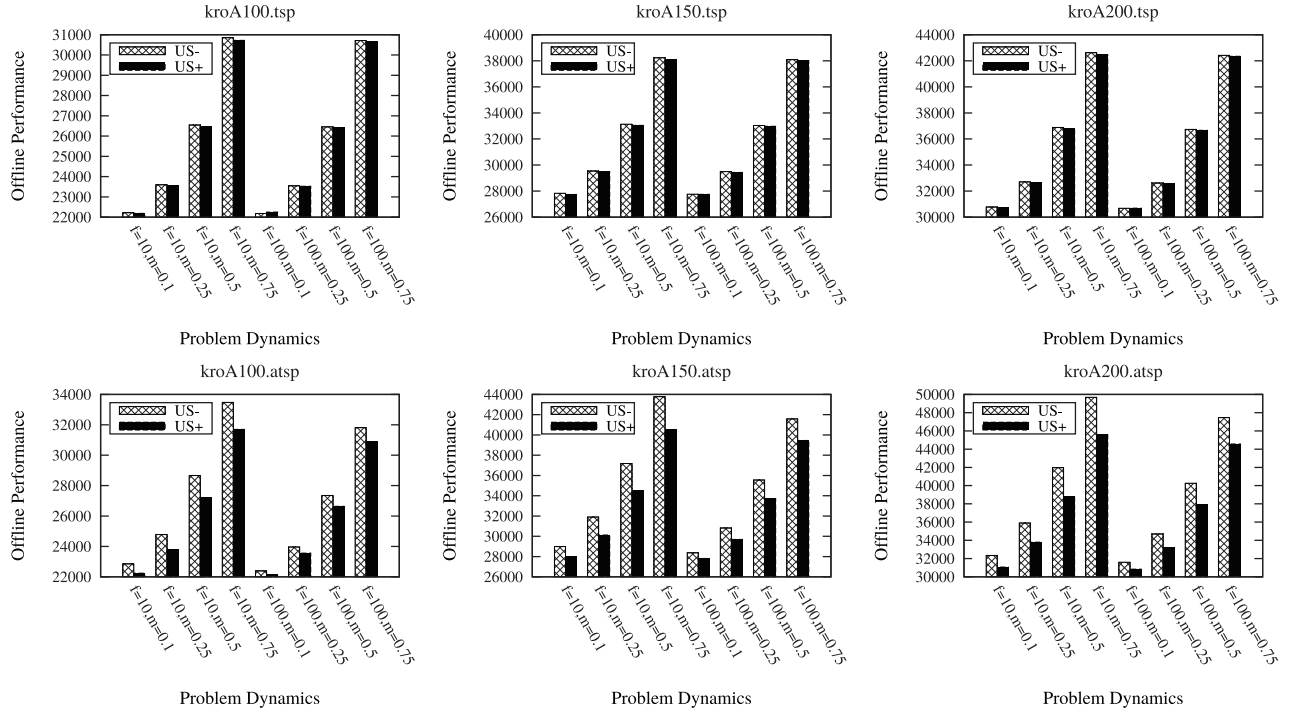 kroA100.tsp
Offline Performance
31000
30000
29000
28000
27000
26000
25000
24000
23000
22000
US-
US+
f=10,m=0.1
f=10,m=0.25
f=10,m=0.5
f=10,m=0.75
f=100,m=0.1
f=100,m=0.25
f=100,m=0.5
f=100,m=0.75
Problem Dynamics
kroA150.tsp
Offline Performance
40000
38000
36000
34000
32000
30000
28000
26000
US-
US+
f=10,m=0.1
f=10,m=0.25
f=10,m=0.5
f=10,m=0.75
f=100,m=0.1
f=100,m=0.25
f=100,m=0.5
f=100,m=0.75
Problem Dynamics
kroA200.tsp
Offline Performance
44000
42000
40000
38000
36000
34000
32000
30000
US-
US+
f=10,m=0.1
f=10,m=0.25
f=10,m=0.5
f=10,m=0.75
f=100,m=0.1
f=100,m=0.25
f=100,m=0.5
f=100,m=0.75
Problem Dynamics
kroA100.atsp
Offline Performance
34000
32000
30000
28000
26000
24000
22000
US-
US+
f=10,m=0.1
f=10,m=0.25
f=10,m=0.5
f=10,m=0.75
f=100,m=0.1
f=100,m=0.25
f=100,m=0.5
f=100,m=0.75
Problem Dynamics
kroA150.atsp
Offline Performance
44000
42000
40000
38000
36000
34000
32000
30000
28000
26000
US-
US+
f=10,m=0.1
f=10,m=0.25
f=10,m=0.5
f=10,m=0.75
f=100,m=0.1
f=100,m=0.25
f=100,m=0.5
f=100,m=0.75
Problem Dynamics
kroA200.atsp
Offline Performance
50000
48000
46000
44000
42000
40000
38000
36000
34000
32000
30000
US-
US+
f=10,m=0.1
f=10,m=0.25
f=10,m=0.5
f=10,m=0.75
f=100,m=0.1
f=100,m=0.25
f=100,m=0.5
f=100,m=0.75
Problem Dynamics